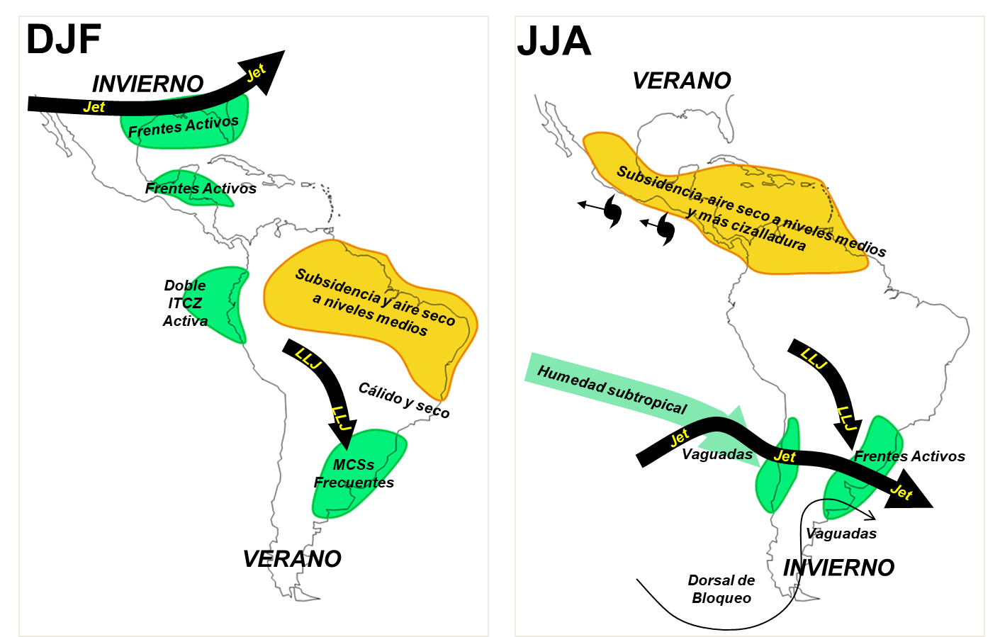 DJF
INVIERNO
Jet
Jet
Frentes Activos
Frentes Activos
Doble
ITCZ
Activa
Subsidencia y aire seco
a niveles medios
LLJ
LLJ
Cálido y seco
MCSs
Frecuentes
VERANO
JJA
VERANO
Subsidencia, aire seco a niveles medios
y más cizalladura
Humedad subtropical
LLJ
LLJ
Jet
Vaguadas
Jet
Frentes Activos
Jet
Vaguadas
INVIERNO
Dorsal de
Bloqueo